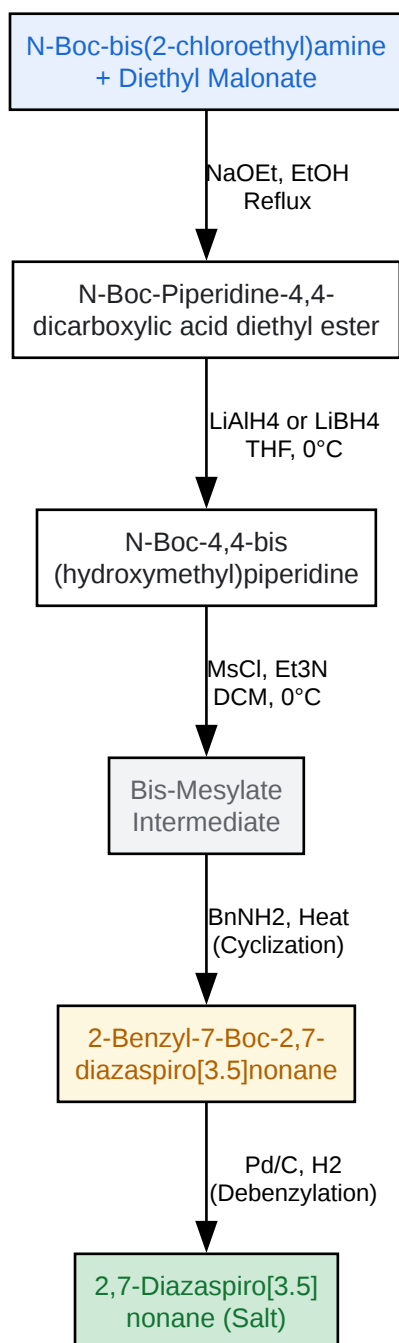 N-Boc-bis(2-chloroethyl)amine
+ Diethyl Malonate
NaOEt, EtOH
Reflux
N-Boc-Piperidine-4,4-
dicarboxylic acid diethyl ester
LiAlH4 or LiBH4
THF, 0°C
N-Boc-4,4-bis
(hydroxymethyl)piperidine
MsCl, Et3N
DCM, 0°C
Bis-Mesylate
Intermediate
BnNH2, Heat
(Cyclization)
2-Benzyl-7-Boc-2,7-
diazaspiro[3.5]nonane
Pd/C, H2
(Debenzylation)
2,7-Diazaspiro[3.5]
nonane (Salt)